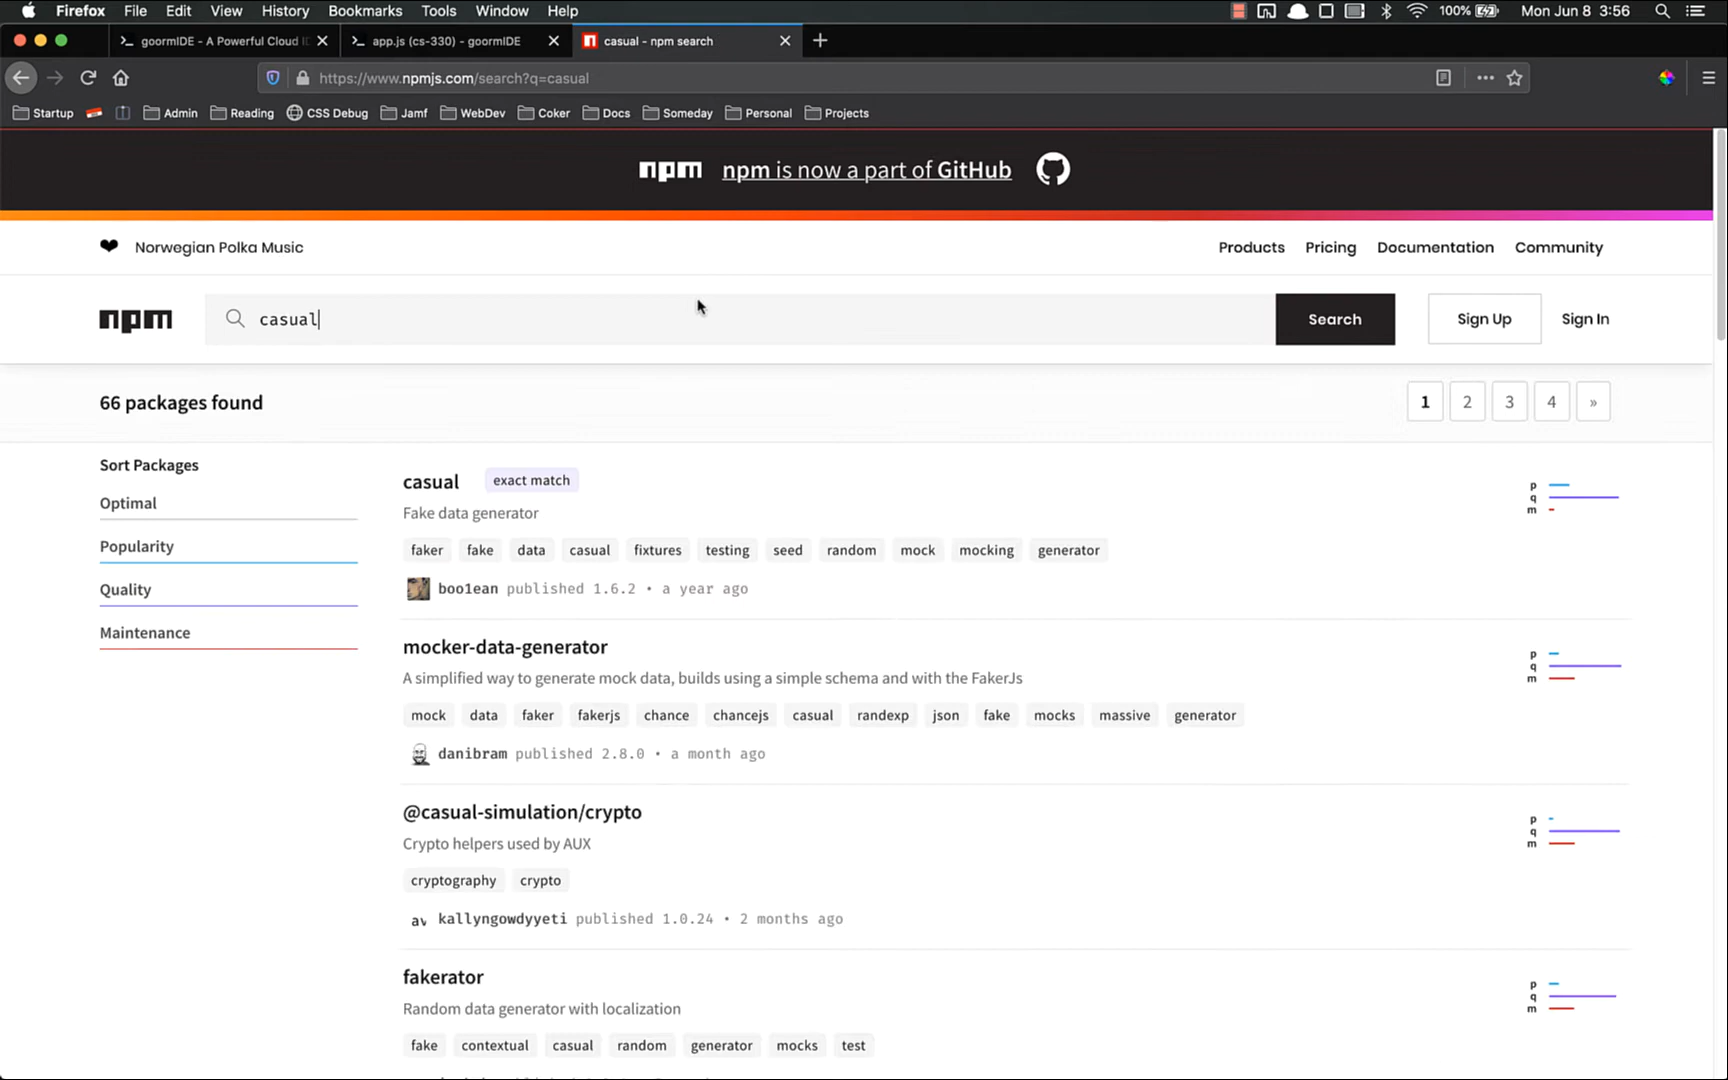 Firefox File Edit View History Bookmarks Tools Window Help 100% Mon Jun 8 3:56
goormIDE - A Powerful Cloud I
app.js (cs-330) - goormIDE
casual - npm search
https://www.npmjs.com/search?q=casual
Startup Admin Reading CSS Debug Jamf WebDev Coker Docs Someday Personal Projects
npm npm is now a part of GitHub
Norwegian Polka Music Products Pricing Documentation Community
npm casual Search Sign Up Sign In
66 packages found 1 2 3 4 »
Sort Packages
Optimal
Popularity
Quality
Maintenance
casual exact match
Fake data generator
faker fake data casual fixtures testing seed random mock mocking generator
boo1ean published 1.6.2 • a year ago
p
q
m
mocker-data-generator
A simplified way to generate mock data, builds using a simple schema and with the FakerJs
mock data faker fakerjs chance chancejs casual randexp json fake mocks massive generator
danibram published 2.8.0 • a month ago
p
q
m
@casual-simulation/crypto
Crypto helpers used by AUX
cryptography crypto
av kallyngowdyyeti published 1.0.24 • 2 months ago
p
q
m
fakerator
Random data generator with localization
fake contextual casual random generator mocks test
p
q
m